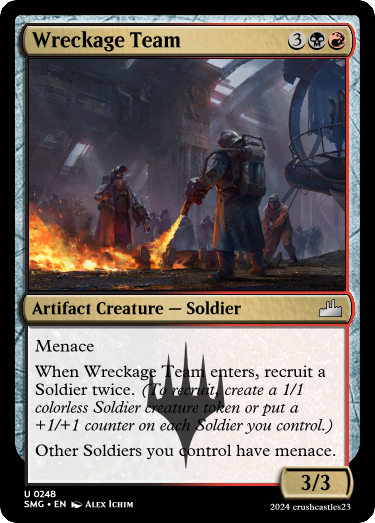 Wreckage Team 3
Artifact Creature — Soldier
Menace
When Wreckage Team enters, recruit a
Soldier twice. (To recruit, create a 1/1
colorless Soldier creature token or put a
+1/+1 counter on each Soldier you control.)
Other Soldiers you control have menace.
3/3
U 0248
SMG • EN Alex Ichim
2024 crushcastles23